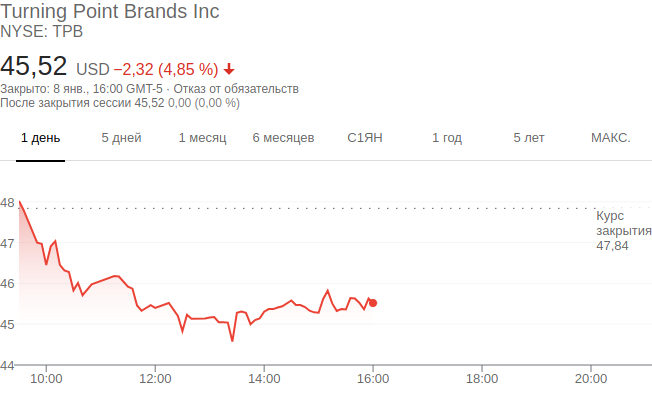 Turning Point Brands Inc
NYSE: TPB
45,52 USD −2,32 (4,85 %)
Закрыто: 8 янв., 16:00 GMT-5 · Отказ от обязательств
После закрытия сессии 45,52 0,00 (0,00 %)
1 день 5 дней 1 месяц 6 месяцев С1ЯН 1 год 5 лет МАКС.
48
47
46
45
44
Курс
закрытия
47,84
10:00 12:00 14:00 16:00 18:00 20:00